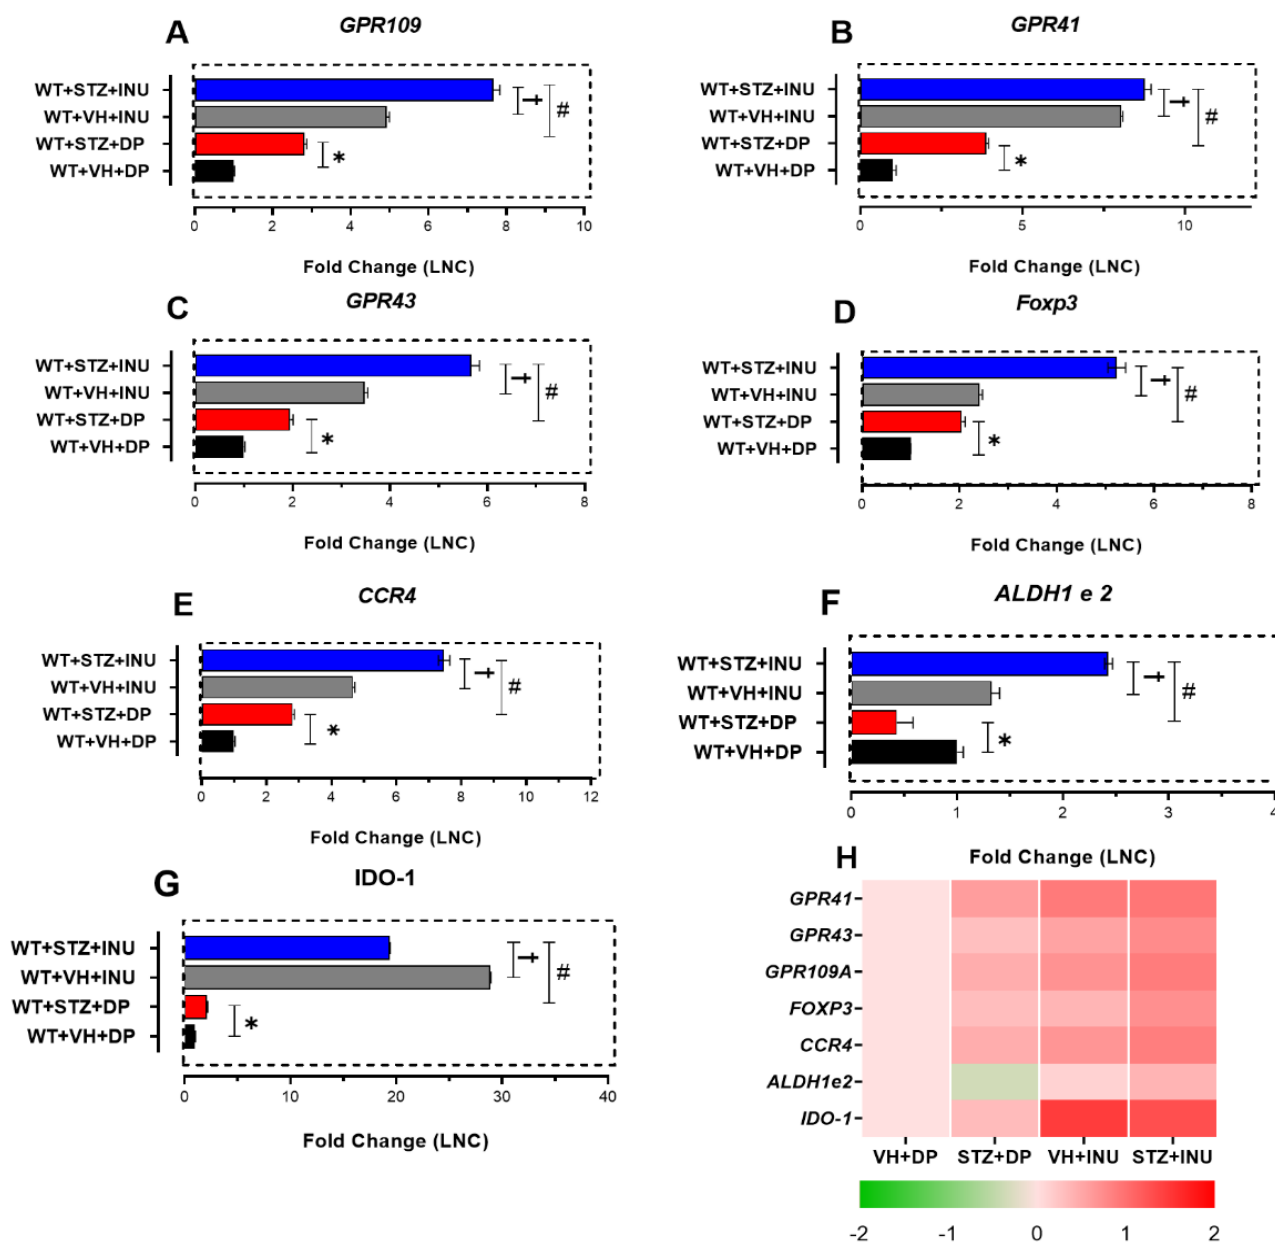 A
GPR109
WT+STZ+INU
WT+VH+INU
WT+STZ+DP
WT+VH+DP
†
#
*
0 2 4 6 8 10
Fold Change (LNC)
B
GPR41
WT+STZ+INU
WT+VH+INU
WT+STZ+DP
WT+VH+DP
†
#
*
0 5 10
Fold Change (LNC)
C
GPR43
WT+STZ+INU
WT+VH+INU
WT+STZ+DP
WT+VH+DP
†
#
*
0 2 4 6 8
Fold Change (LNC)
D
Foxp3
WT+STZ+INU
WT+VH+INU
WT+STZ+DP
WT+VH+DP
†
#
*
0 2 4 6 8
Fold Change (LNC)
E
CCR4
WT+STZ+INU
WT+VH+INU
WT+STZ+DP
WT+VH+DP
†
#
*
0 2 4 6 8 10 12
Fold Change (LNC)
F
ALDH1 e 2
WT+STZ+INU
WT+VH+INU
WT+STZ+DP
WT+VH+DP
†
#
*
0 1 2 3 4
Fold Change (LNC)
G
IDO-1
WT+STZ+INU
WT+VH+INU
WT+STZ+DP
WT+VH+DP
†
#
*
0 10 20 30 40
Fold Change (LNC)
H
GPR41
GPR43
GPR109A
FOXP3
CCR4
ALDH1e2
IDO-1
VH+DP STZ+DP VH+INU STZ+INU
-2 -1 0 1 2